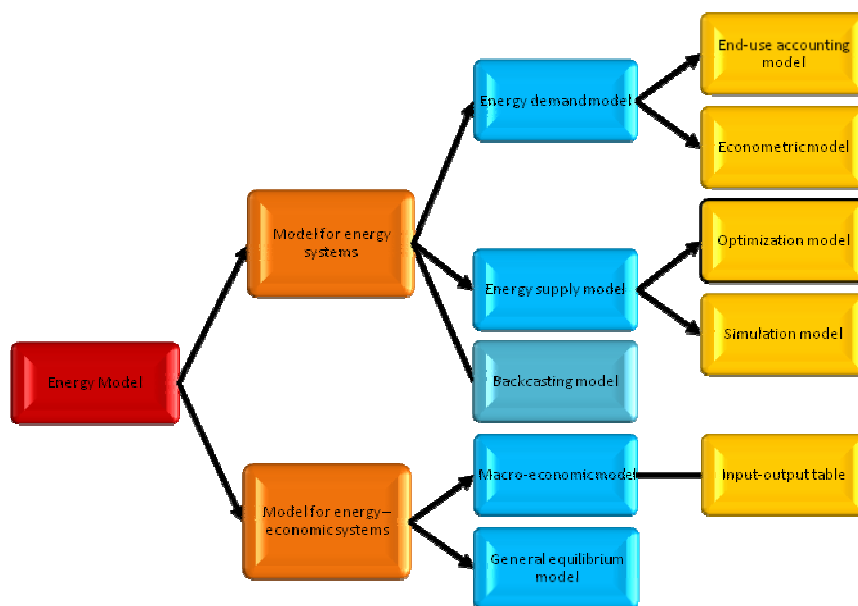 End-use accounting
model
Energy demand model
Econometric model
Model for energy
systems
Optimization model
Energy supply model
Simulation model
Energy Model
Backcasting model
Macro-economic model
Input-output table
Model for energy–
economic systems
General equilibrium
model